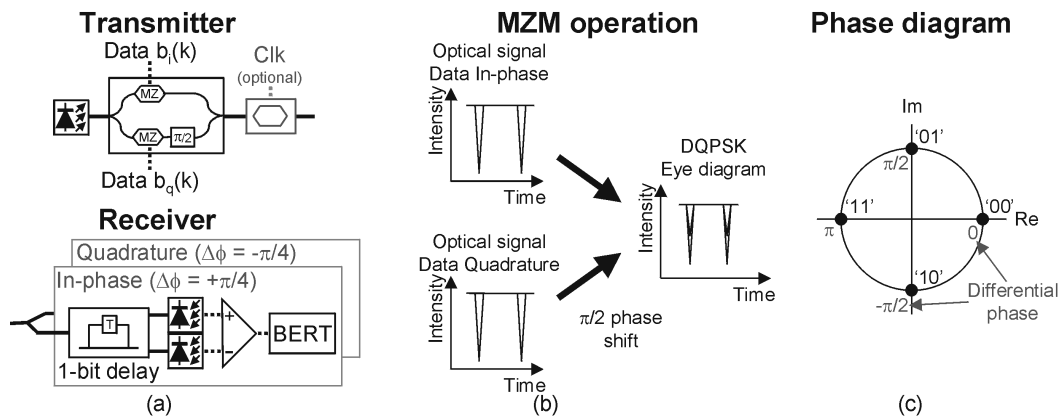 Transmitter
Data bᵢ(k)
Clk
(optional)
MZ
MZ
π/2
Data b_q(k)
Receiver
Quadrature (Δϕ = -π/4)
In-phase (Δϕ = +π/4)
T
+
−
BERT
1-bit delay
(a)
MZM operation
Optical signal
Data In-phase
Intensity
Time
Optical signal
Data Quadrature
Intensity
Time
π/2 phase
shift
DQPSK
Eye diagram
Intensity
Time
(b)
Phase diagram
Im
'01'
π/2
'11'
π
'00'
0
Re
'10'
-π/2
Differential
phase
(c)